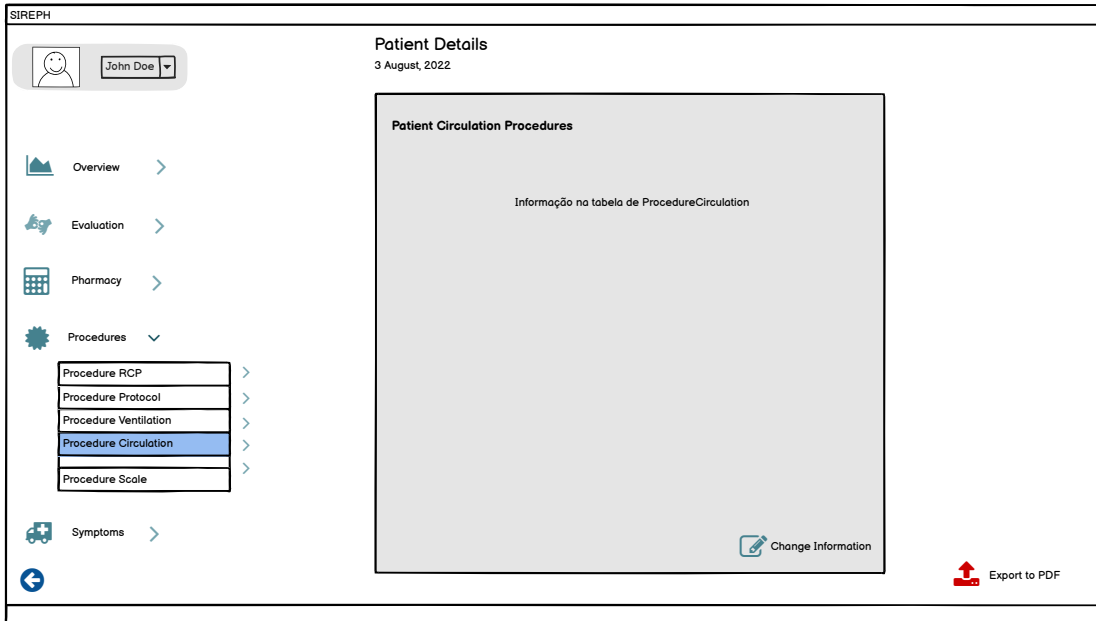 SIREPH
John Doe
Patient Details
3 August, 2022
Patient Circulation Procedures
Informação na tabela de ProcedureCirculation
Overview
Evaluation
Pharmacy
Procedures
Procedure RCP
Procedure Protocol
Procedure Ventilation
Procedure Circulation
Procedure Scale
Symptoms
Change Information
Export to PDF